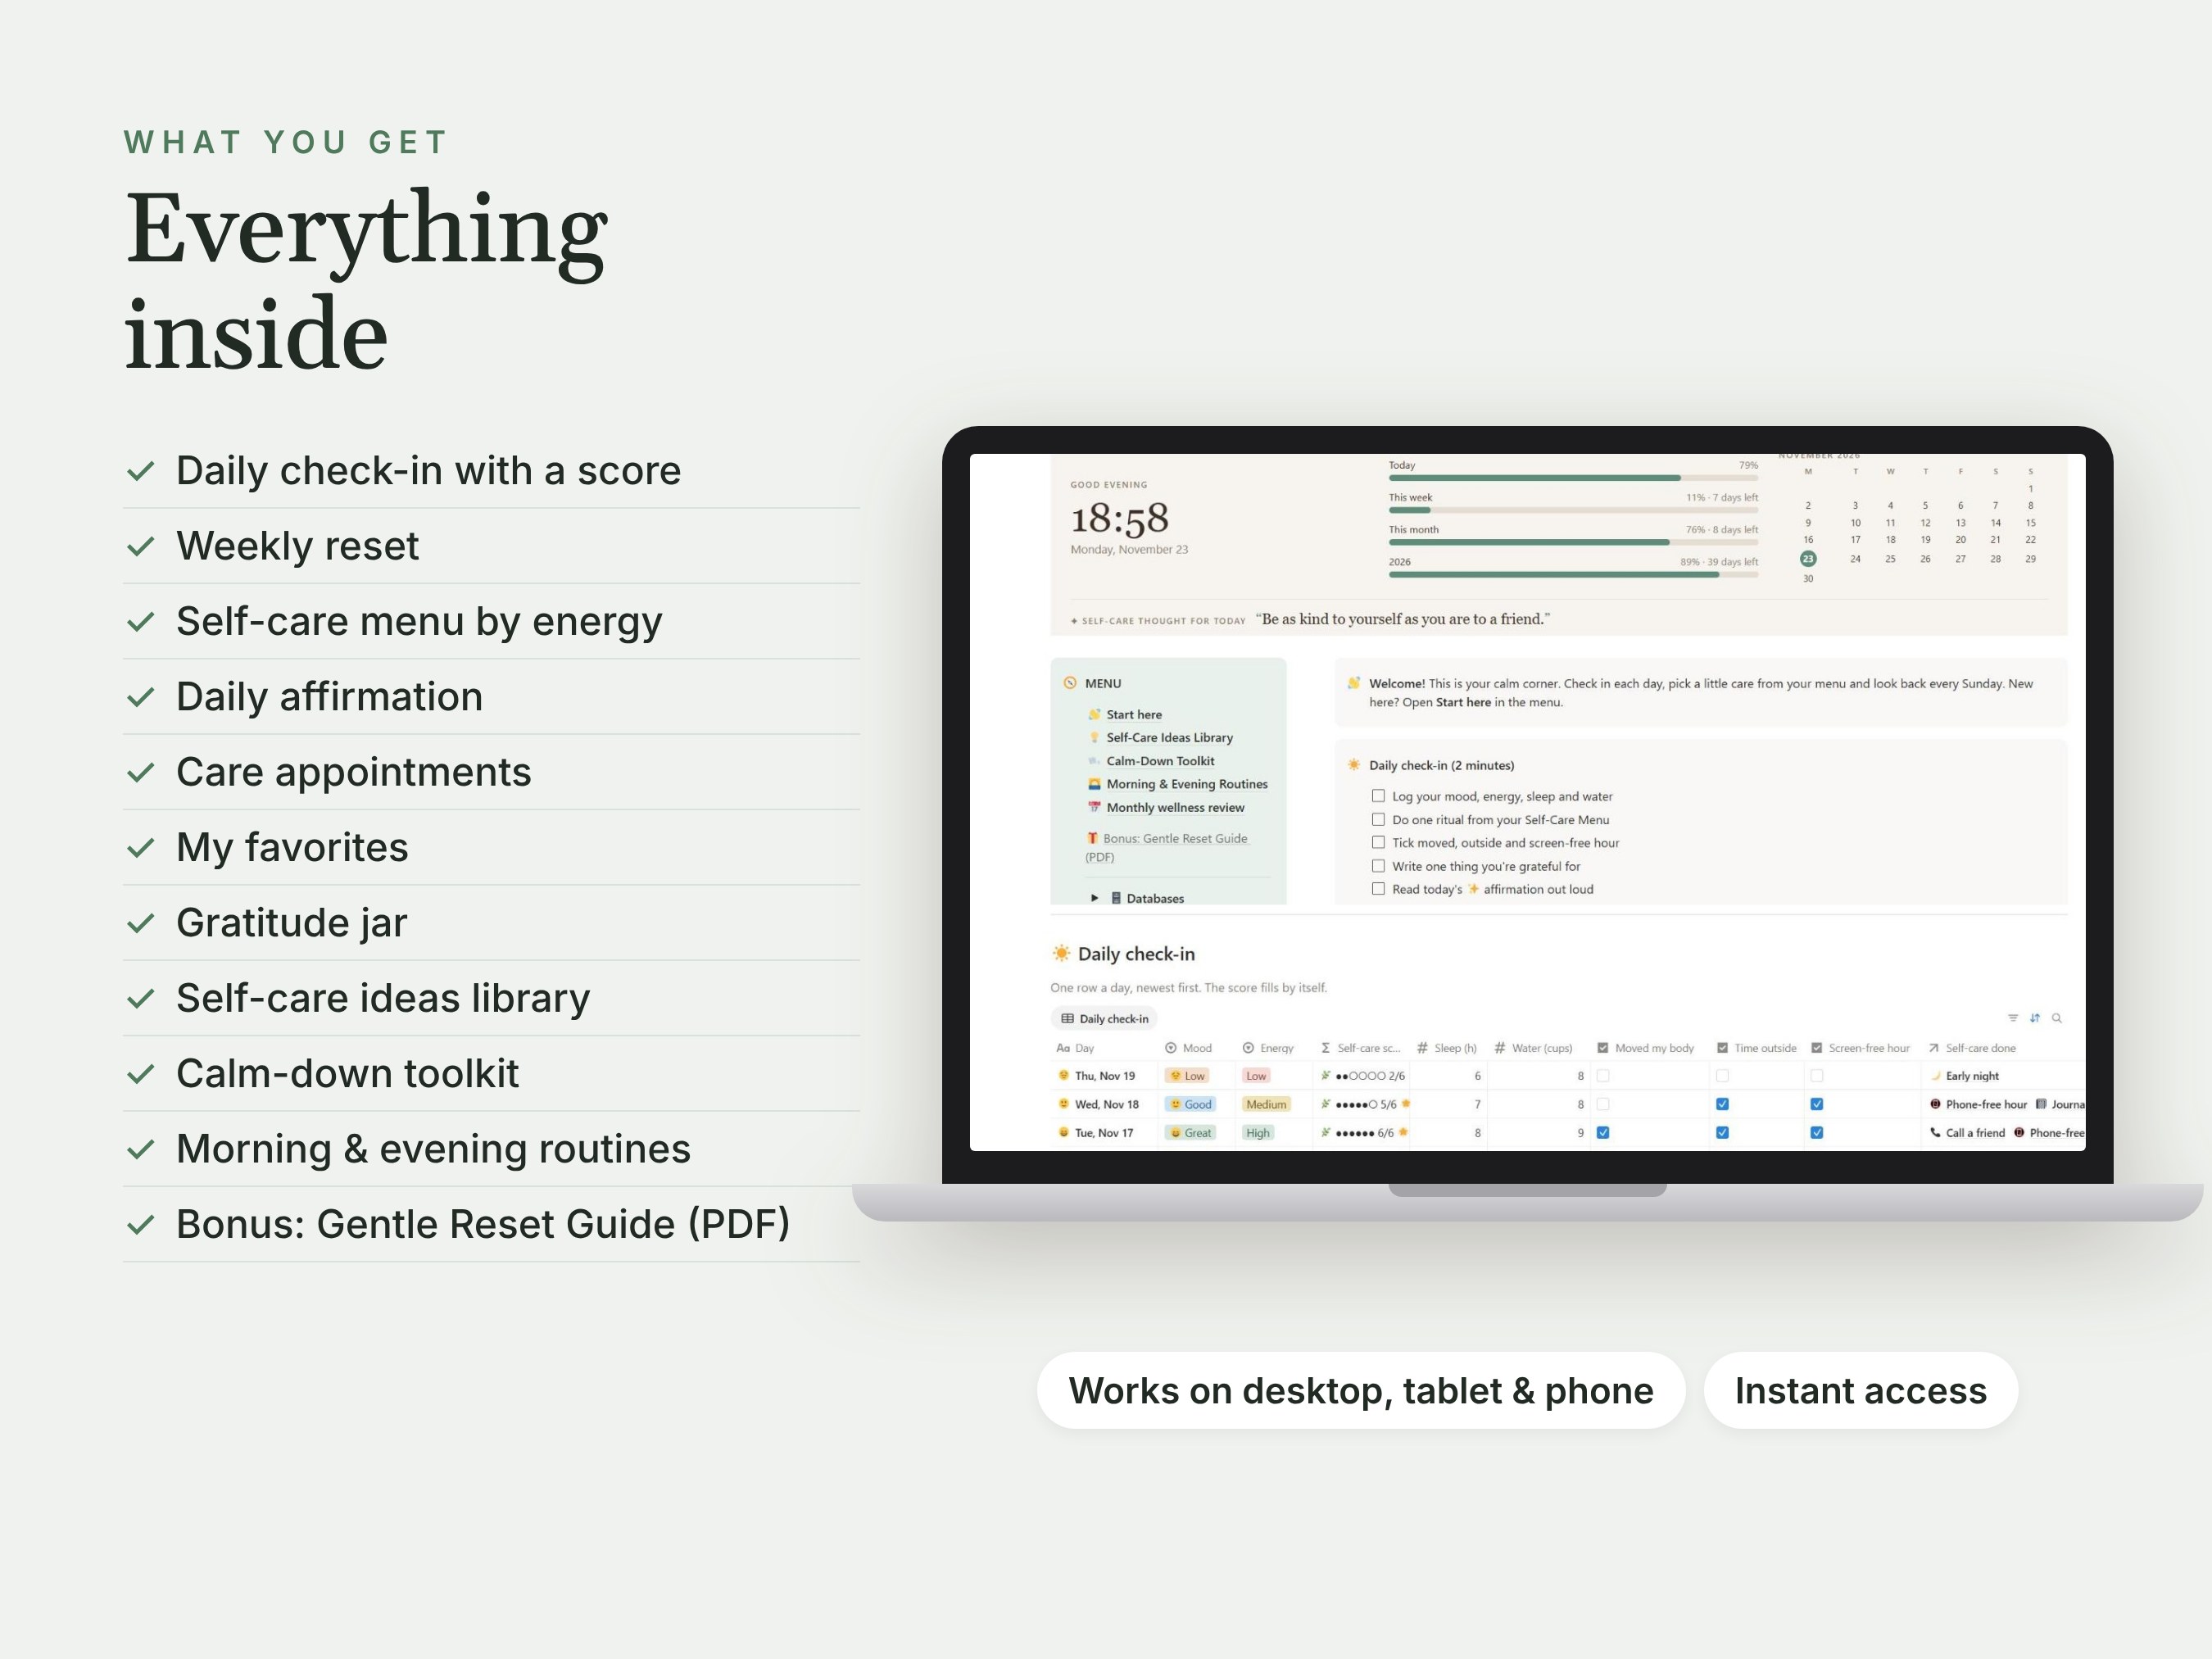 WHAT YOU GET
Everything
inside
Daily check-in with a score
Weekly reset
Self-care menu by energy
Daily affirmation
Care appointments
My favorites
Gratitude jar
Self-care ideas library
Calm-down toolkit
Morning & evening routines
Bonus: Gentle Reset Guide (PDF)
GOOD EVENING
18:58
Monday, November 23
Today 79%
This week 11% · 7 days left
This month 76% · 8 days left
2026 89% · 39 days left
NOVEMBER 2026
M T W T F S S
1
2 3 4 5 6 7 8
9 10 11 12 13 14 15
16 17 18 19 20 21 22
23 24 25 26 27 28 29
30
SELF-CARE THOUGHT FOR TODAY “Be as kind to yourself as you are to a friend.”
MENU
Start here
Self-Care Ideas Library
Calm-Down Toolkit
Morning & Evening Routines
Monthly wellness review
Bonus: Gentle Reset Guide
(PDF)
Databases
Welcome! This is your calm corner. Check in each day, pick a little care from your menu and look back every Sunday. New
here? Open Start here in the menu.
Daily check-in (2 minutes)
Log your mood, energy, sleep and water
Do one ritual from your Self-Care Menu
Tick moved, outside and screen-free hour
Write one thing you're grateful for
Read today's ✨ affirmation out loud
Daily check-in
One row a day, newest first. The score fills by itself.
Daily check-in
Aa Day Mood Energy Σ Self-care sc... # Sleep (h) # Water (cups) Moved my body Time outside Screen-free hour Self-care done
Thu, Nov 19 Low Low ●●○○○○ 2/6 6 8 Early night
Wed, Nov 18 Good Medium ●●●●●○ 5/6 7 8 Phone-free hour Journa
Tue, Nov 17 Great High ●●●●●● 6/6 8 9 Call a friend Phone-free
Works on desktop, tablet & phone
Instant access